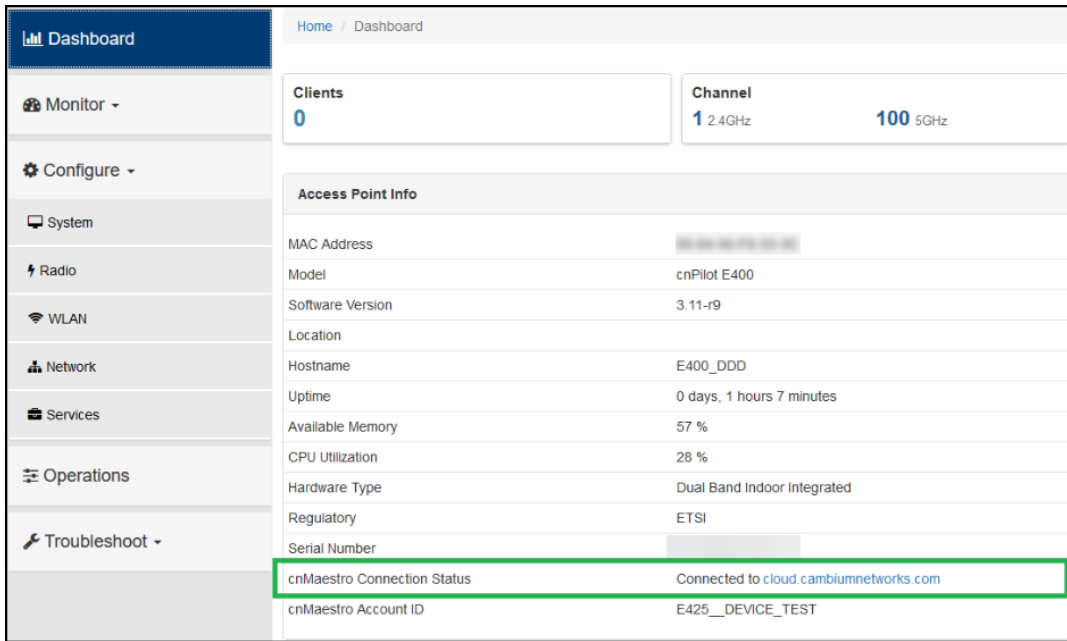 Dashboard
Monitor
Configure
System
Radio
WLAN
Network
Services
Operations
Troubleshoot
Home / Dashboard
Clients
0
Channel
1 2.4GHz 100 5GHz
Access Point Info
MAC Address
Model cnPilot E400
Software Version 3.11-r9
Location
Hostname E400_DDD
Uptime 0 days, 1 hours 7 minutes
Available Memory 57 %
CPU Utilization 28 %
Hardware Type Dual Band Indoor Integrated
Regulatory ETSI
Serial Number
cnMaestro Connection Status Connected to cloud.cambiumnetworks.com
cnMaestro Account ID E425__DEVICE_TEST